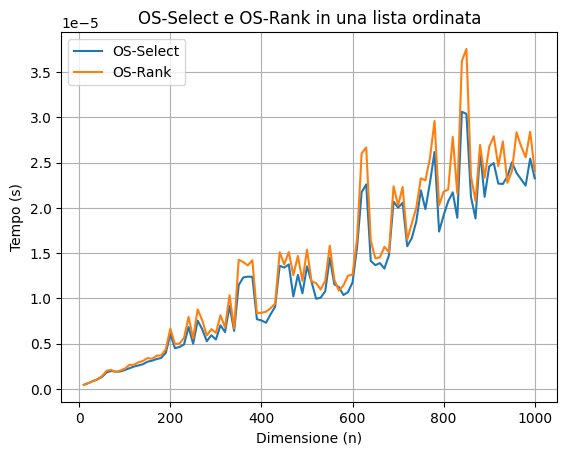 OS-Select e OS-Rank in una lista ordinata
1e−5
OS-Select
OS-Rank
3.5
3.0
2.5
2.0
1.5
1.0
0.5
0.0
Tempo (s)
0 200 400 600 800 1000
Dimensione (n)